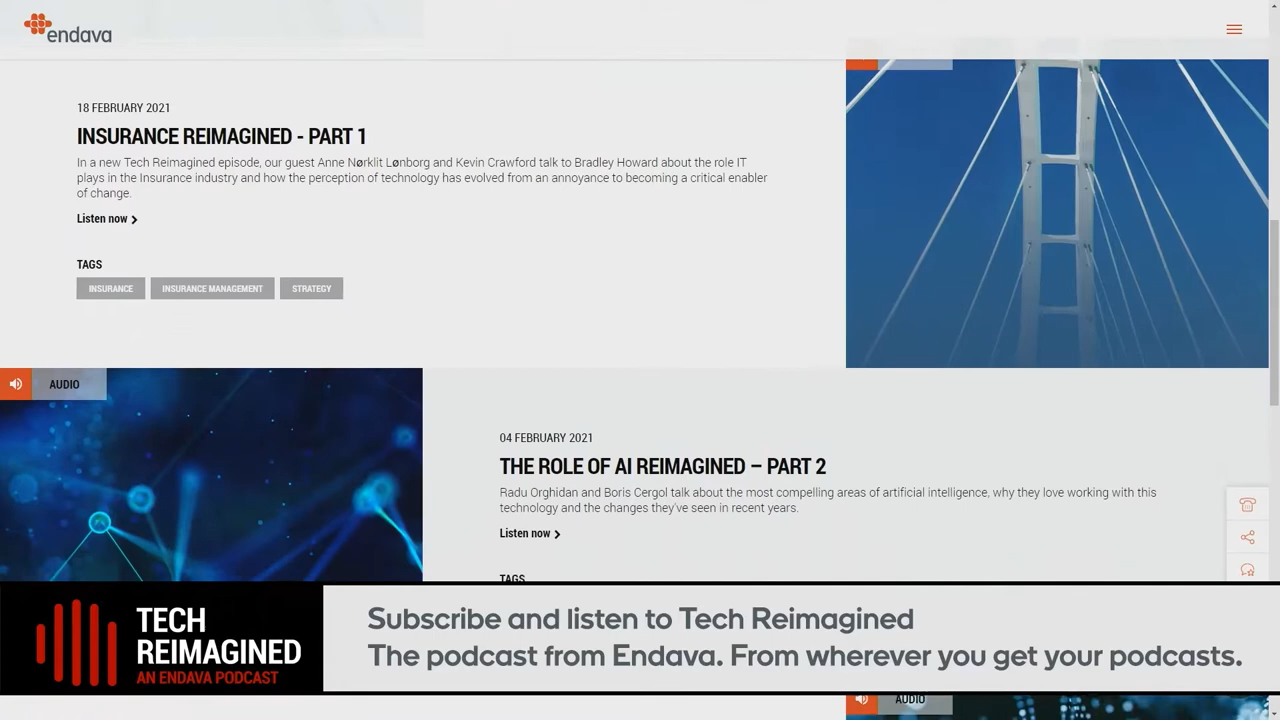 endava
18 FEBRUARY 2021
INSURANCE REIMAGINED - PART 1
In a new Tech Reimagined episode, our guest Anne Nørklit Lønborg and Kevin Crawford talk to Bradley Howard about the role IT
plays in the Insurance industry and how the perception of technology has evolved from an annoyance to becoming a critical enabler
of change.
Listen now
TAGS
INSURANCE INSURANCE MANAGEMENT STRATEGY
AUDIO
04 FEBRUARY 2021
THE ROLE OF AI REIMAGINED – PART 2
Radu Orghidan and Boris Cergol talk about the most compelling areas of artificial intelligence, why they love working with this
technology and the changes they've seen in recent years.
Listen now
TAGS
TECH
REIMAGINED
AN ENDAVA PODCAST
Subscribe and listen to Tech Reimagined
The podcast from Endava. From wherever you get your podcasts.
AUDIO